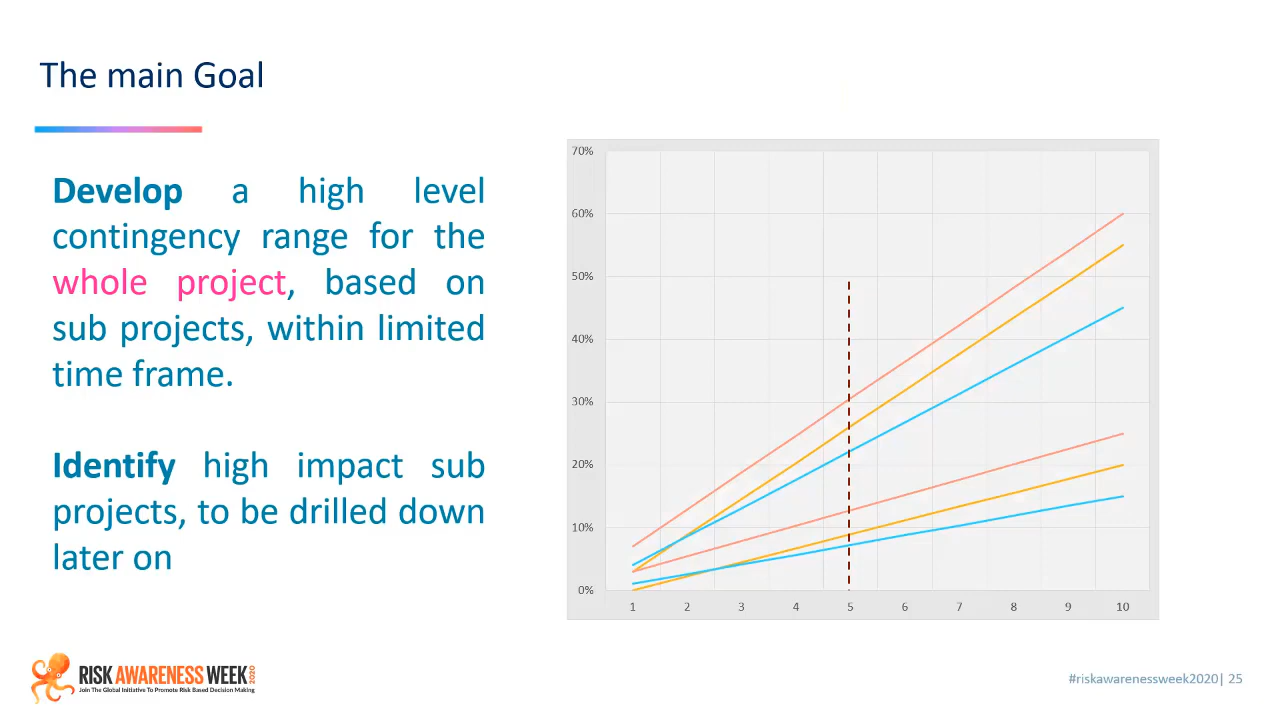 The main Goal
Develop a high level
contingency range for the
whole project, based on
sub projects, within limited
time frame.
Identify high impact sub
projects, to be drilled down
later on
70%
60%
50%
40%
30%
20%
10%
0%
1 2 3 4 5 6 7 8 9 10
RISK AWARENESS WEEK 2020
Join The Global Initiative To Promote Risk Based Decision Making
#riskawarenessweek2020| 25